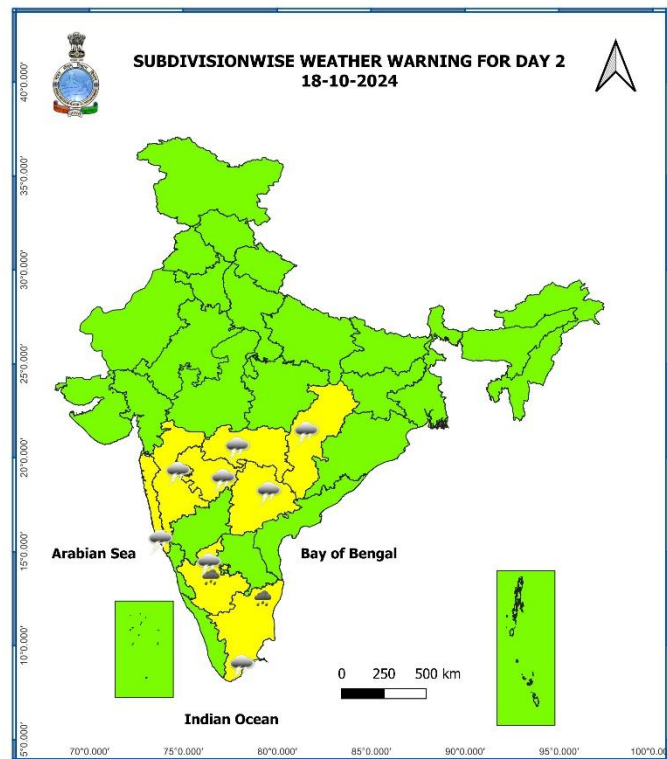 SUBDIVISIONWISE WEATHER WARNING FOR DAY 2
18-10-2024
40°0.000'
35°0.000'
30°0.000'
25°0.000'
20°0.000'
15°0.000'
10°0.000'
5°0.000'
Arabian Sea
Bay of Bengal
0 250 500 km
Indian Ocean
70°0.000' 75°0.000' 80°0.000' 85°0.000' 90°0.000' 95°0.000' 100°0.000'